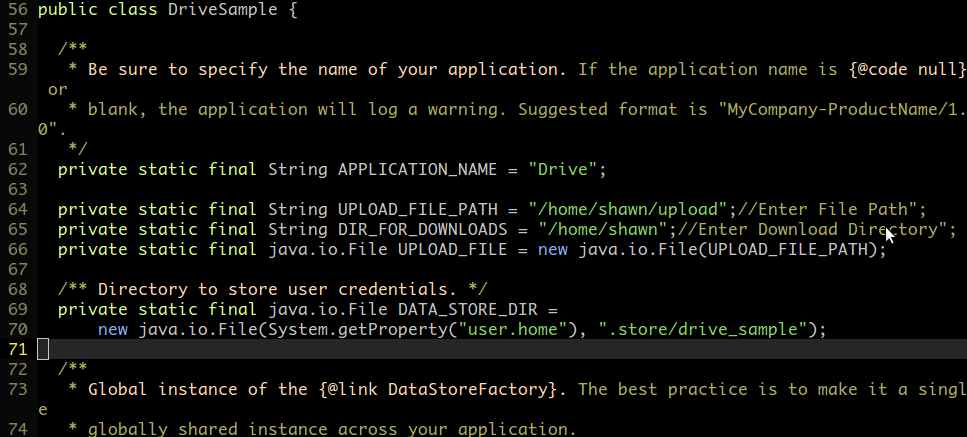 56 public class DriveSample {
57
58   /**
59    * Be sure to specify the name of your application. If the application name is {@code null}
 or
60    * blank, the application will log a warning. Suggested format is "MyCompany-ProductName/1.
0".
61    */
62   private static final String APPLICATION_NAME = "Drive";
63
64   private static final String UPLOAD_FILE_PATH = "/home/shawn/upload";//Enter File Path";
65   private static final String DIR_FOR_DOWNLOADS = "/home/shawn";//Enter Download Directory";
66   private static final java.io.File UPLOAD_FILE = new java.io.File(UPLOAD_FILE_PATH);
67
68   /** Directory to store user credentials. */
69   private static final java.io.File DATA_STORE_DIR =
70       new java.io.File(System.getProperty("user.home"), ".store/drive_sample");
71
72   /**
73    * Global instance of the {@link DataStoreFactory}. The best practice is to make it a singl
e
74    * globally shared instance across your application.